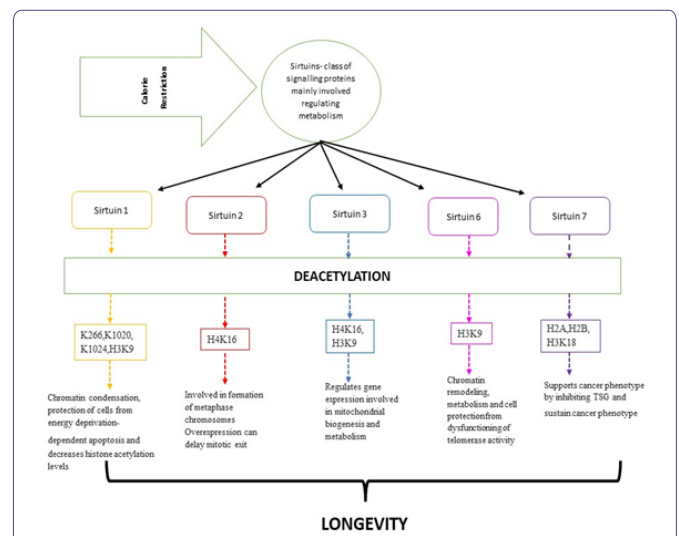 Calorie
Restriction
Sirtuins- class of
signalling proteins
mainly involved
regulating
metabolism
Sirtuin 1
Sirtuin 2
Sirtuin 3
Sirtuin 6
Sirtuin 7
DEACETYLATION
K266,K1020,
K1024,H3K9
H4K16
H4K16,
H3K9
H3K9
H2A,H2B,
H3K18
Chromatin condensation,
protection of cells from
energy deprivation-
dependent apoptosis and
decreases histone acetylation
levels
Involved in formation of
metaphase
chromosomes
Overexpression can
delay mitotic exit
Regulates gene
expression involved
in mitochondrial
biogenesis and
metabolism
Chromatin
remodeling,
metabolism and cell
protectionfrom
dysfunctioning of
telomerase activity
Supports cancer phenotype
by inhibiting TSG and
sustain cancer phenotype
LONGEVITY